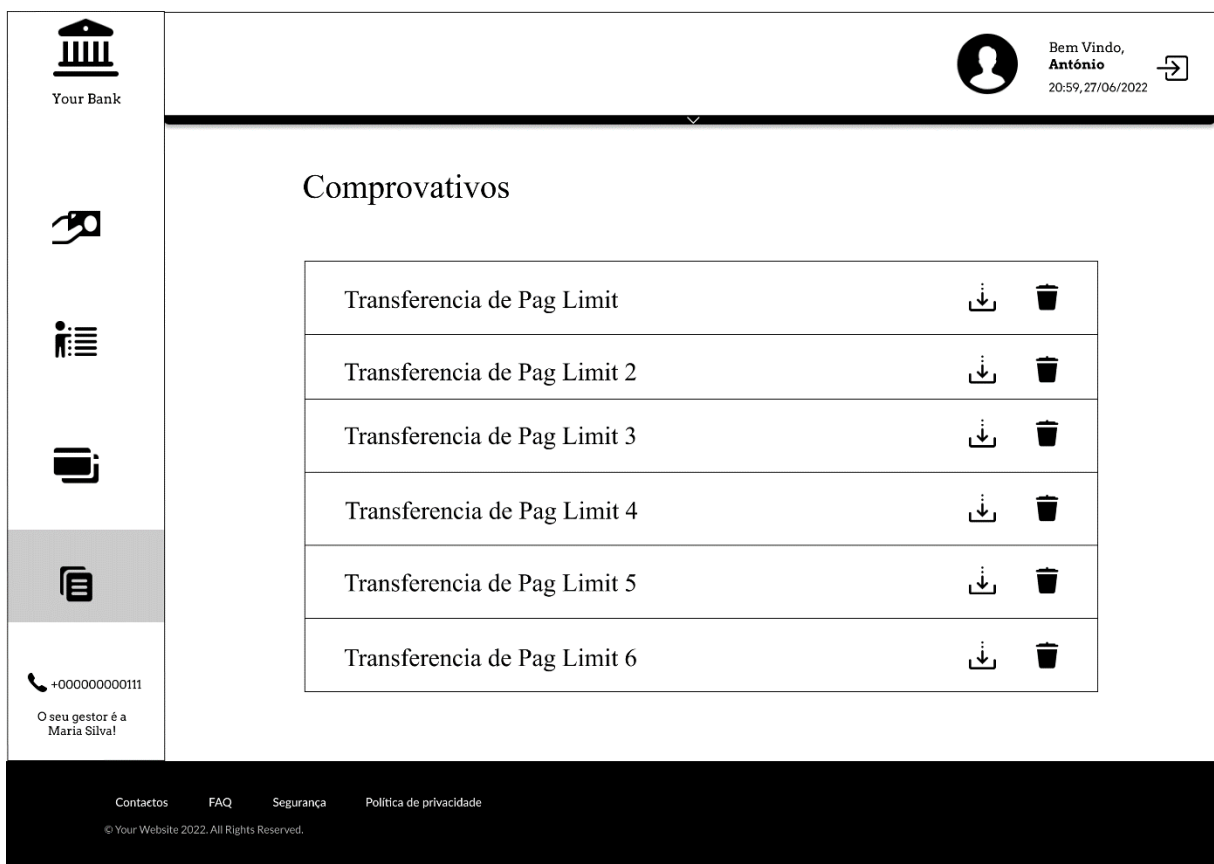 Your Bank
Bem Vindo,
António
20:59,27/06/2022
Comprovativos
Transferencia de Pag Limit
Transferencia de Pag Limit 2
Transferencia de Pag Limit 3
Transferencia de Pag Limit 4
Transferencia de Pag Limit 5
Transferencia de Pag Limit 6
+000000000111
O seu gestor é a
Maria Silva!
Contactos FAQ Segurança Política de privacidade
© Your Website 2022. All Rights Reserved.